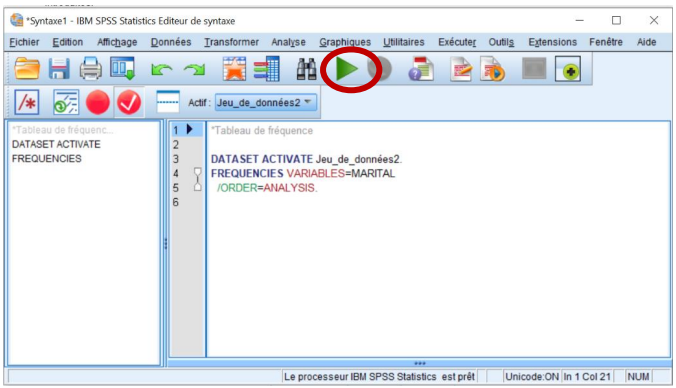 *Syntaxe1 - IBM SPSS Statistics Editeur de syntaxe
Fichier Edition Affichage Données Transformer Analyse Graphiques Utilitaires Exécuter Outils Extensions Fenêtre Aide
Actif : Jeu_de_données2
*Tableau de fréquenc...
DATASET ACTIVATE
FREQUENCIES
1 *Tableau de fréquence
2
3 DATASET ACTIVATE Jeu_de_données2.
4 FREQUENCIES VARIABLES=MARITAL
5 /ORDER=ANALYSIS.
6
Le processeur IBM SPSS Statistics est prêt Unicode:ON In 1 Col 21 NUM